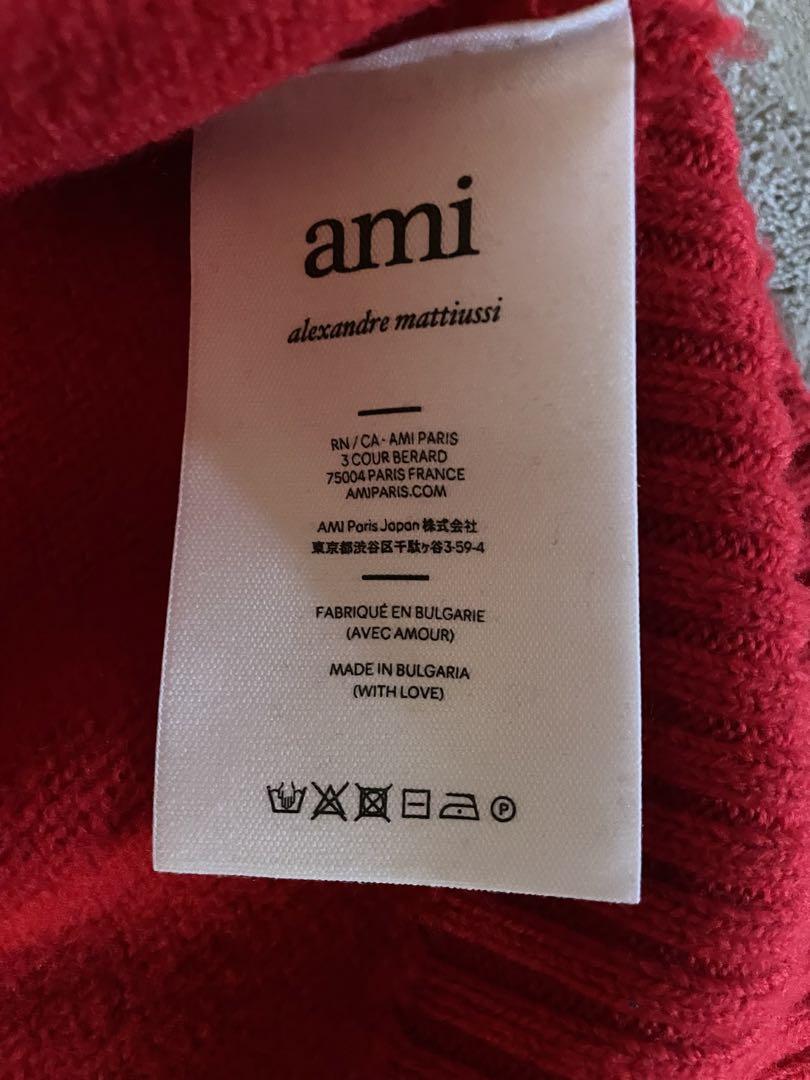 ami
alexandre mattiussi
RN / CA - AMI PARIS
3 COUR BERARD
75004 PARIS FRANCE
AMIPARIS.COM
AMI Paris Japan 株式会社
東京都渋谷区千駄ヶ谷3-59-4
FABRIQUÉ EN BULGARIE
(AVEC AMOUR)
MADE IN BULGARIA
(WITH LOVE)
P